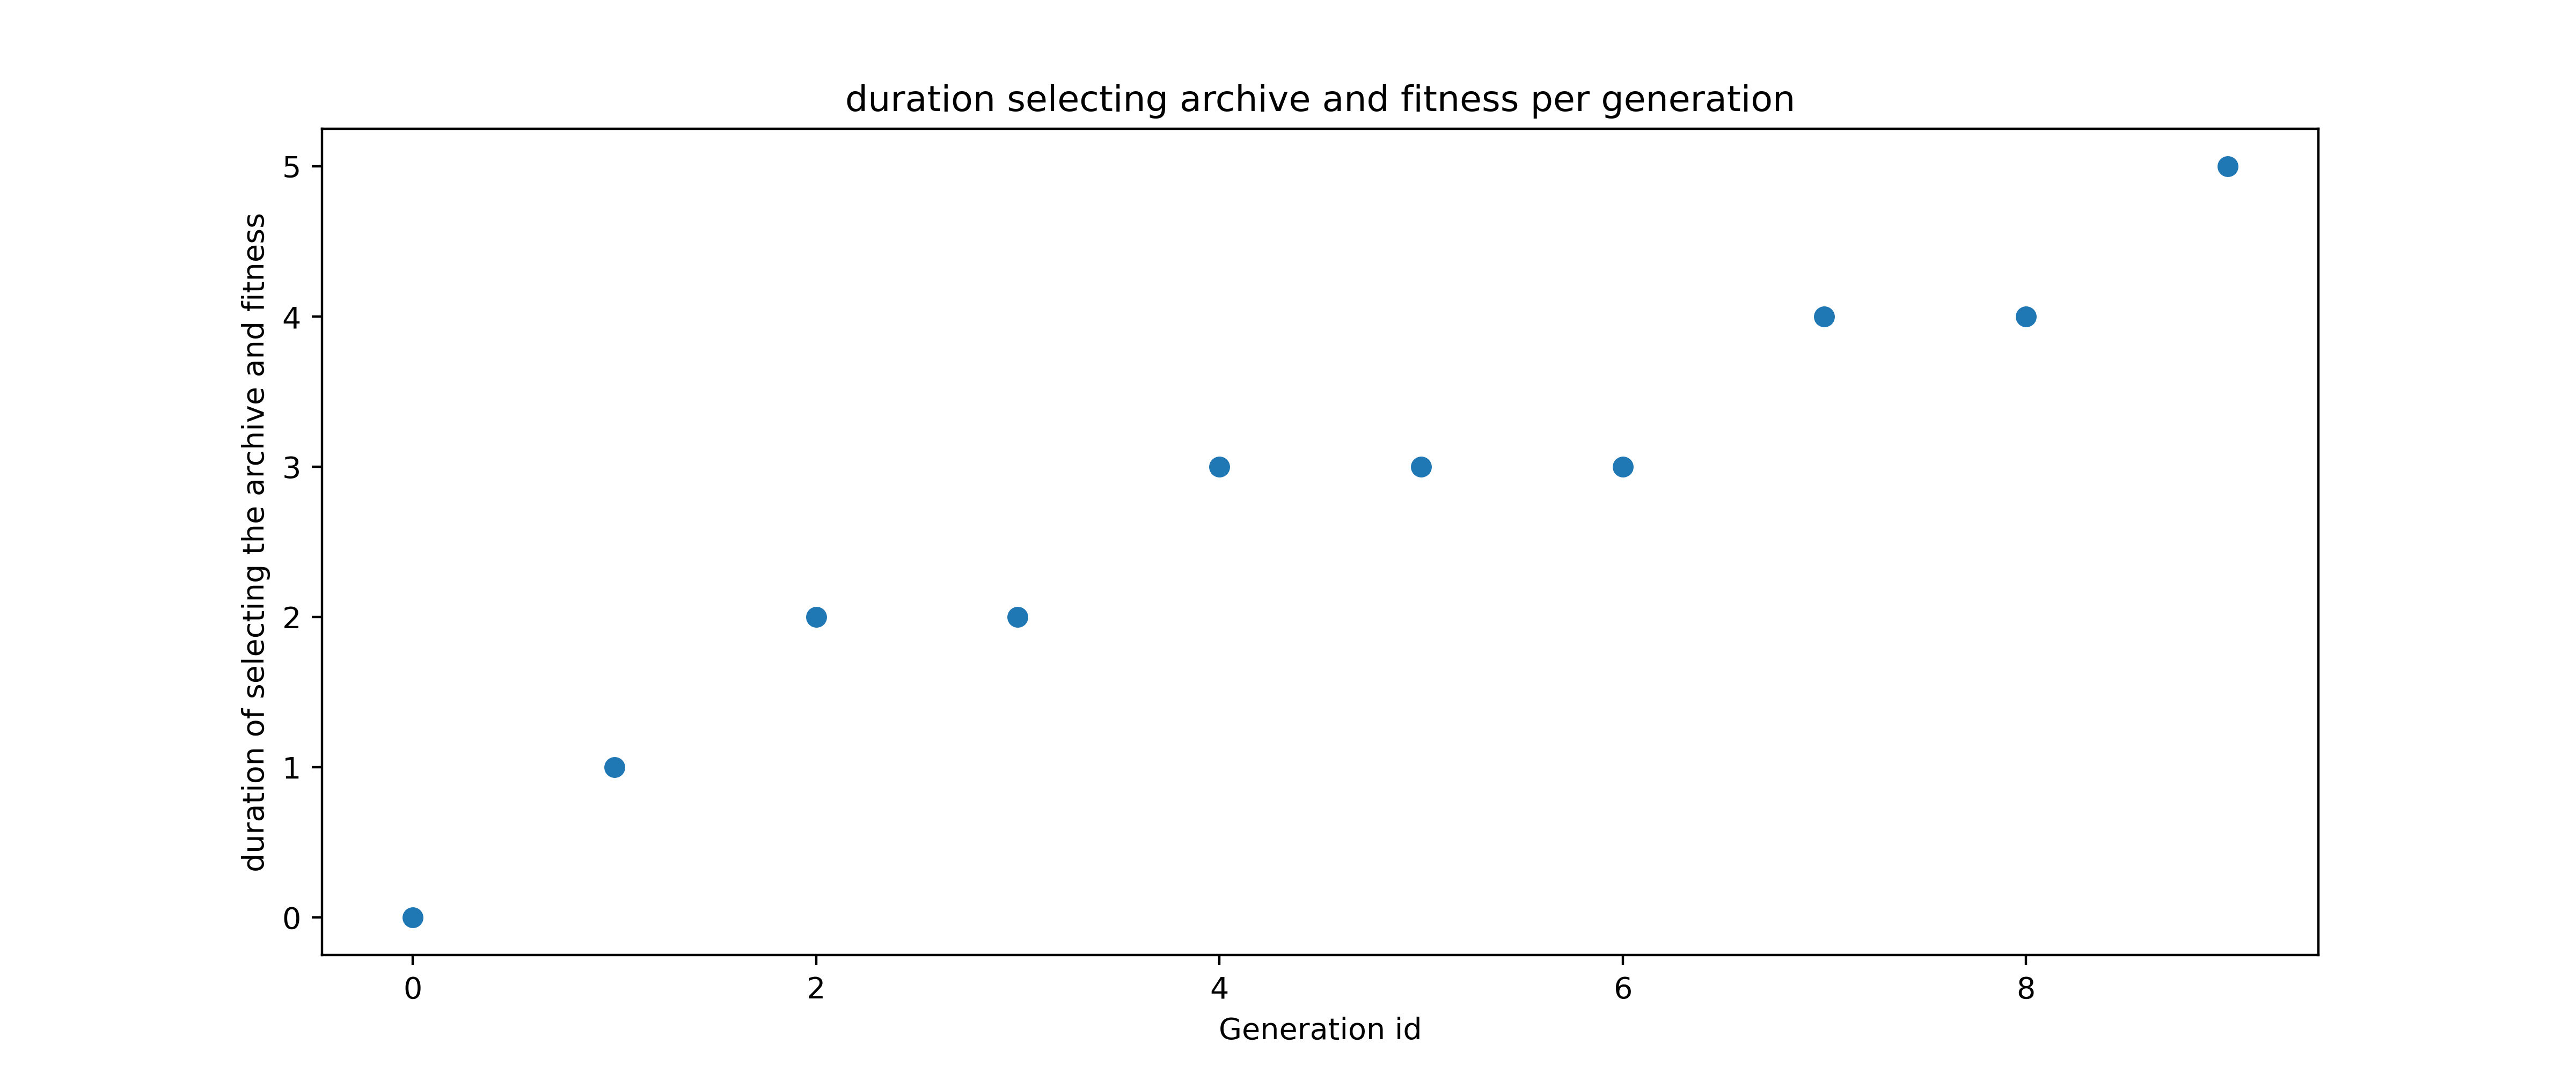 duration selecting archive and fitness per generation
duration of selecting the archive and fitness
5
4
3
2
1
0
0 2 4 6 8
Generation id